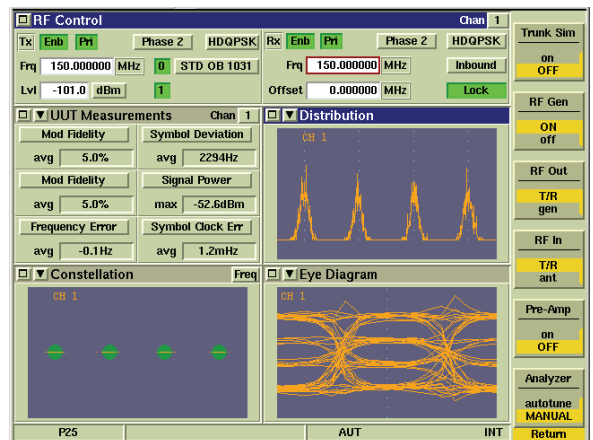 RF Control Chan 1
Tx Enb Pri Phase 2 HDQPSK
Frq 150.000000 MHz 0 STD OB 1031
Lvl -101.0 dBm 1
Rx Enb Pri Phase 2 HDQPSK
Frq 150.000000 MHz Inbound
Offset 0.000000 MHz Lock
UUT Measurements Chan 1
Mod Fidelity Symbol Deviation
avg 5.0% avg 2294Hz
Mod Fidelity Signal Power
avg 5.0% max -52.6dBm
Frequency Error Symbol Clock Err
avg -0.1Hz avg 1.2mHz
Distribution
CH 1
Constellation Freq
CH 1
Eye Diagram
CH 1
Trunk Sim
on
OFF
RF Gen
ON
off
RF Out
T/R
gen
RF In
T/R
ant
Pre-Amp
on
OFF
Analyzer
autotune
MANUAL
Return
P25 AUT INT